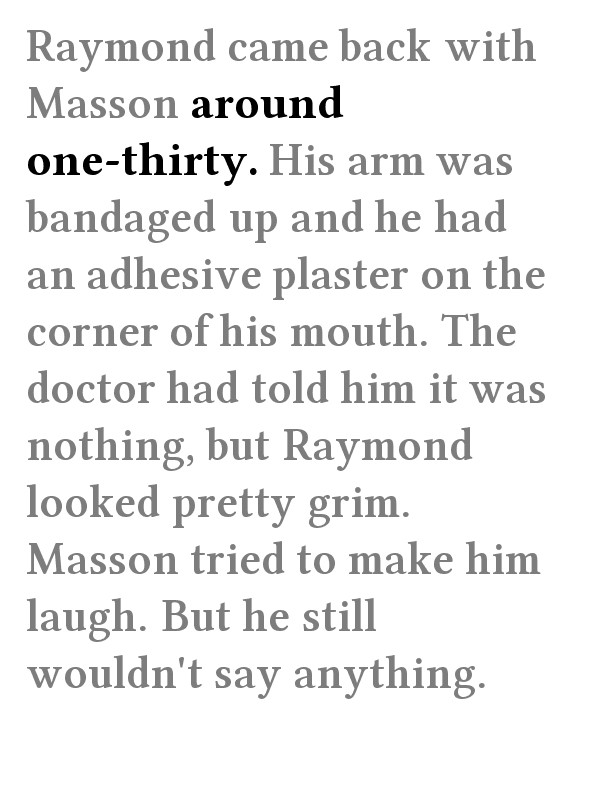 Raymond came back with
Masson around
one-thirty. His arm was
bandaged up and he had
an adhesive plaster on the
corner of his mouth. The
doctor had told him it was
nothing, but Raymond
looked pretty grim.
Masson tried to make him
laugh. But he still
wouldn't say anything.